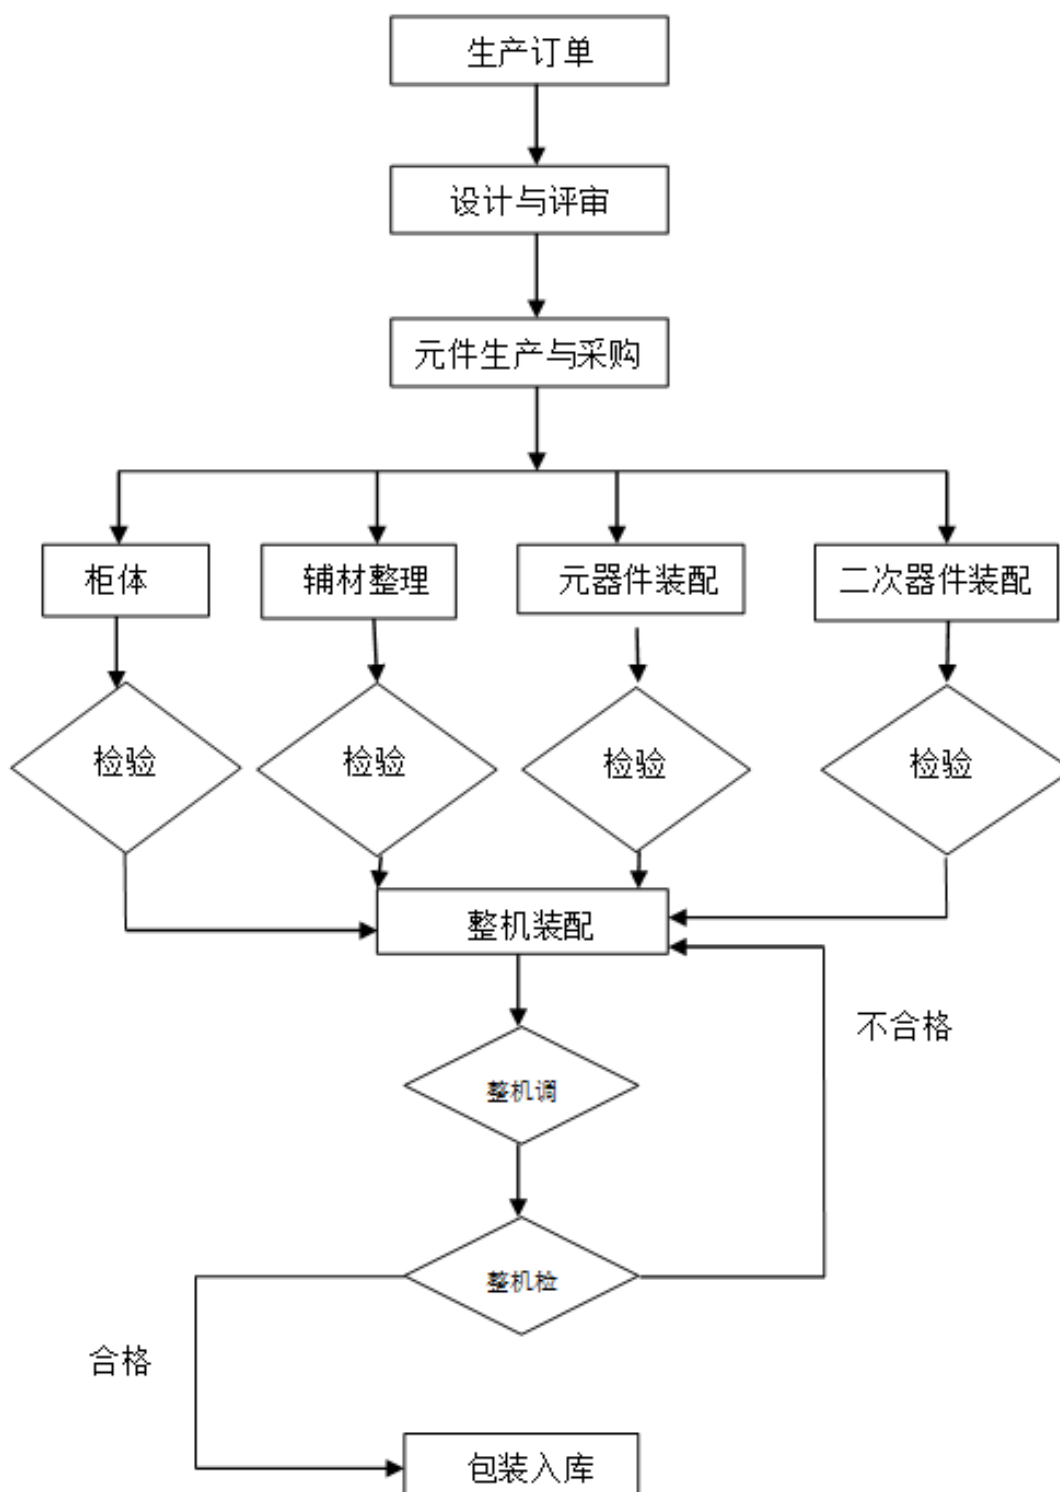 生产订单
设计与评审
元件生产与采购
柜体
辅材整理
元器件装配
二次器件装配
检验
检验
检验
检验
整机装配
不合格
整机调
整机检
合格
包装入库